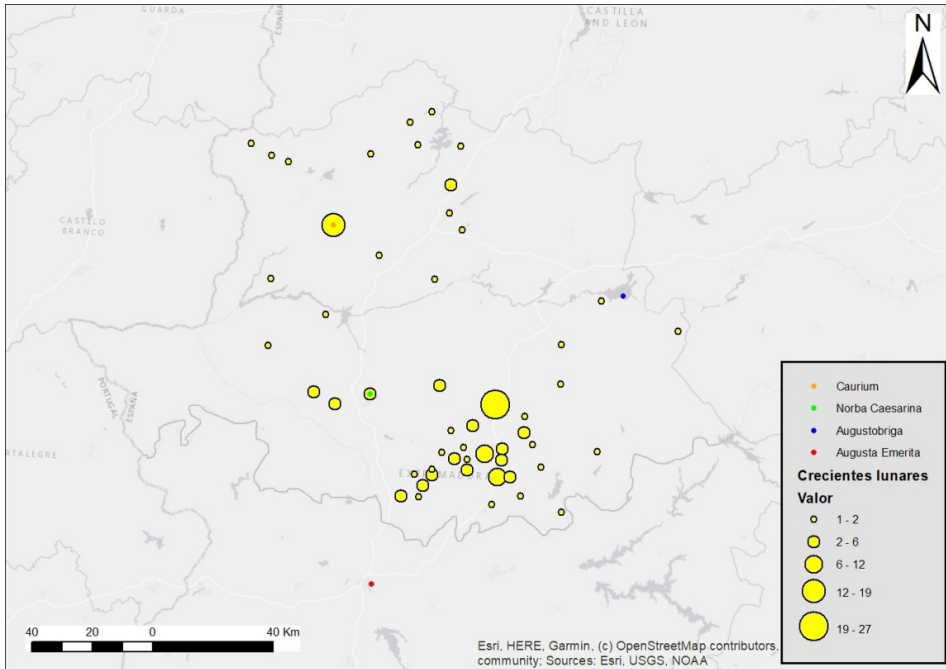 GUARDA
ESPAÑA
CASTILLA
AND LEON
CASTELO
BRANCO
PORTUGAL
ESPAÑA
RTALEGRE
EXTREMADURA
N
Caurium
Norba Caesarina
Augustobriga
Augusta Emerita
Crecientes lunares
Valor
1 - 2
2 - 6
6 - 12
12 - 19
19 - 27
40 20 0 40 Km
Esri, HERE, Garmin, (c) OpenStreetMap contributors,
community; Sources: Esri, USGS, NOAA